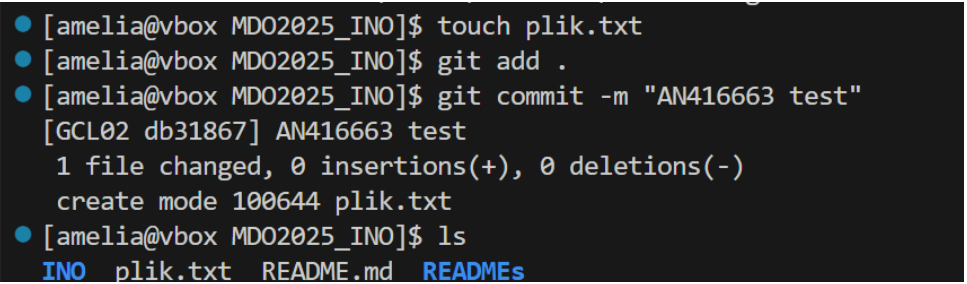 [amelia@vbox MDO2025_INO]$ touch plik.txt
[amelia@vbox MDO2025_INO]$ git add .
[amelia@vbox MDO2025_INO]$ git commit -m "AN416663 test"
[GCL02 db31867] AN416663 test
 1 file changed, 0 insertions(+), 0 deletions(-)
 create mode 100644 plik.txt
[amelia@vbox MDO2025_INO]$ ls
INO  plik.txt  README.md  READMEs